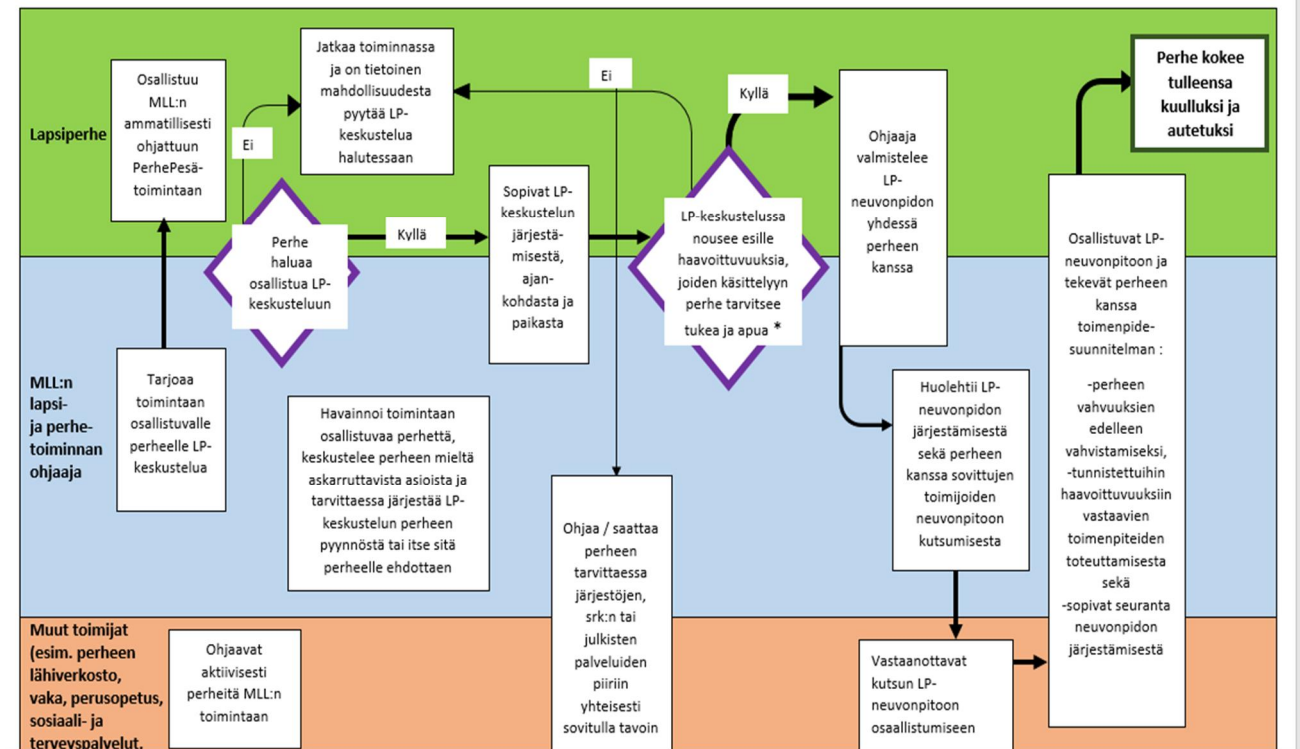 Lapsiperhe
Osallistuu
MLL:n
ammatillisesti
ohjattuun
PerhePesä-
toimintaan
Ei
Jatkaa toiminnassa
ja on tietoinen
mahdollisuudesta
pyytää LP-
keskustelua
halutessaan
Perhe
haluaa
osallistua LP-
keskusteluun
Kyllä
Sopivat LP-
keskustelun
järjestä-
misestä,
ajan-
kohdasta ja
paikasta
Ei
LP-keskustelussa
nousee esille
haavoittuvuuksia,
joiden käsittelyyn
perhe tarvitsee
tukea ja apua *
Kyllä
Ohjaaja
valmistelee
LP-
neuvonpidon
yhdessä
perheen
kanssa
Perhe kokee
tulleensa
kuulluksi ja
autetuksi
Osallistuvat LP-
neuvonpitoon ja
tekevät perheen
kanssa
toimenpide-
suunnitelman :
-perheen
vahvuuksien
edelleen
vahvistamiseksi,
-tunnistettuihin
haavoittuvuuksiin
vastaavien
toimenpiteiden
toteuttamisesta
sekä
-sopivat seuranta
neuvonpidon
järjestämisestä
MLL:n
lapsi-
ja perhe-
toiminnan
ohjaaja
Tarjoaa
toimintaan
osallistuvalle
perheelle LP-
keskustelua
Havainnoi toimintaan
osallistuvaa perhettä,
keskustelee perheen mieltä
askarruttavista asioista ja
tarvittaessa järjestää LP-
keskustelun perheen
pyynnöstä tai itse sitä
perheelle ehdottaen
Ohjaa / saattaa
perheen
tarvittaessa
järjestöjen,
srk:n tai
julkisten
palveluiden
piiriin
yhteisesti
sovitulla tavoin
Huolehtii LP-
neuvonpidon
järjestämisestä
sekä perheen
kanssa sovittujen
toimijoiden
neuvonpitoon
kutsumisesta
Muut toimijat
(esim. perheen
lähiverkosto,
vaka, perusopetus,
sosiaali- ja
terveyspalvelut.
Ohjaavat
aktiivisesti
perheitä MLL:n
toimintaan
Vastaanottavat
kutsun LP-
neuvonpitoon
osaallistumiseen